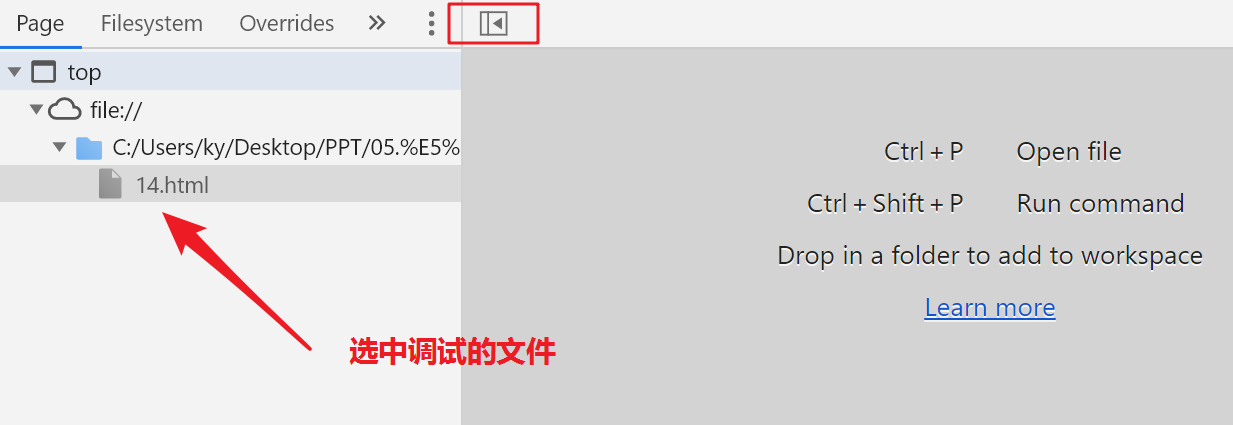 Page Filesystem Overrides
top
file://
C:/Users/ky/Desktop/PPT/05.%E5%
14.html
选中调试的文件
Ctrl + P Open file
Ctrl + Shift + P Run command
Drop in a folder to add to workspace
Learn more